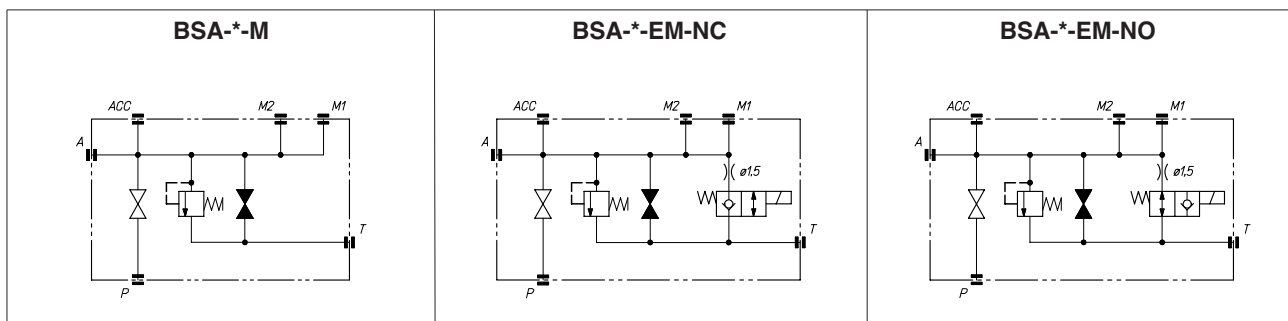 BSA-*-M
BSA-*-EM-NC
BSA-*-EM-NO
ACC M2 M1
A
T
P
ACC M2 M1
A
ø1,5
T
P
ACC M2 M1
A
ø1,5
T
P